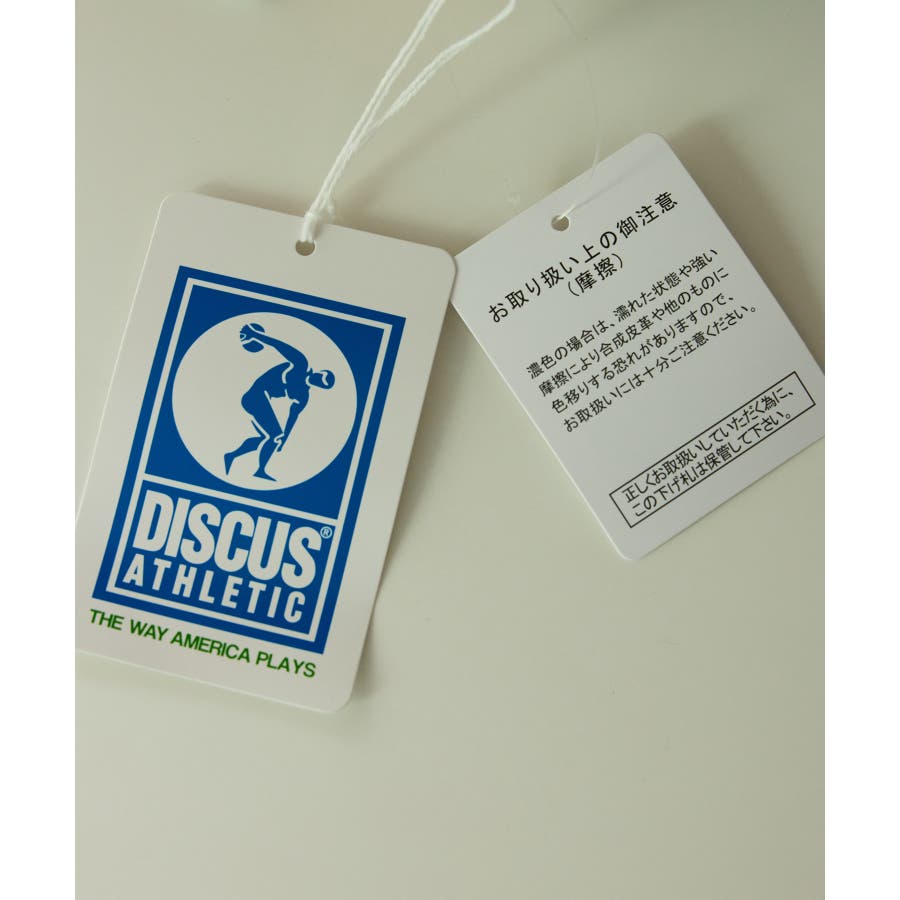 DISCUS®
ATHLETIC
THE WAY AMERICA PLAYS
お取り扱い上の御注意
(摩擦)
濃色の場合は、濡れた状態や強い
摩擦により合成皮革や他のものに
色移りする恐れがありますので、
お取扱いには十分ご注意ください。
正しくお取扱いしていただだく為に、
この下げ札は保管して下さい。